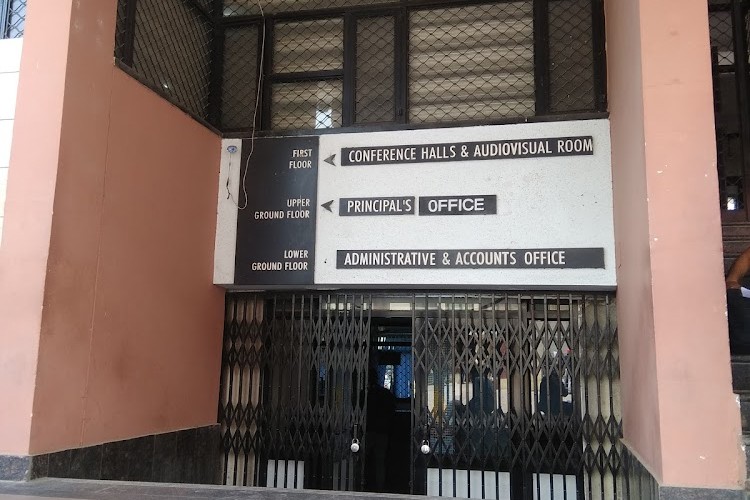 FIRST
FLOOR
CONFERENCE HALLS & AUDIOVISUAL ROOM
UPPER
GROUND FLOOR
PRINCIPAL'S OFFICE
LOWER
GROUND FLOOR
ADMINISTRATIVE & ACCOUNTS OFFICE